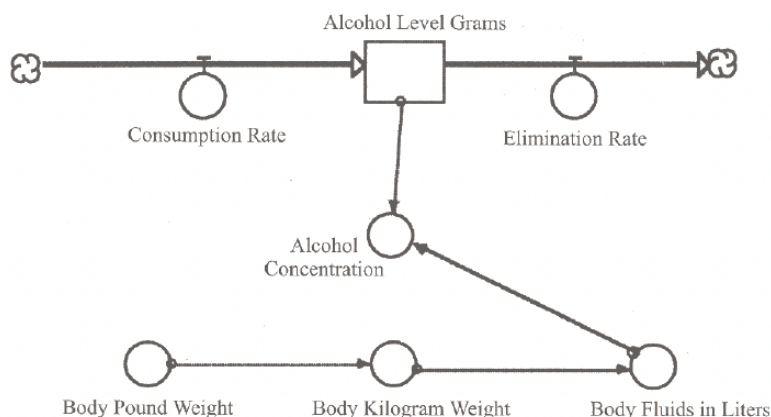 Alcohol Level Grams
Consumption Rate
Elimination Rate
Alcohol
Concentration
Body Pound Weight
Body Kilogram Weight
Body Fluids in Liters